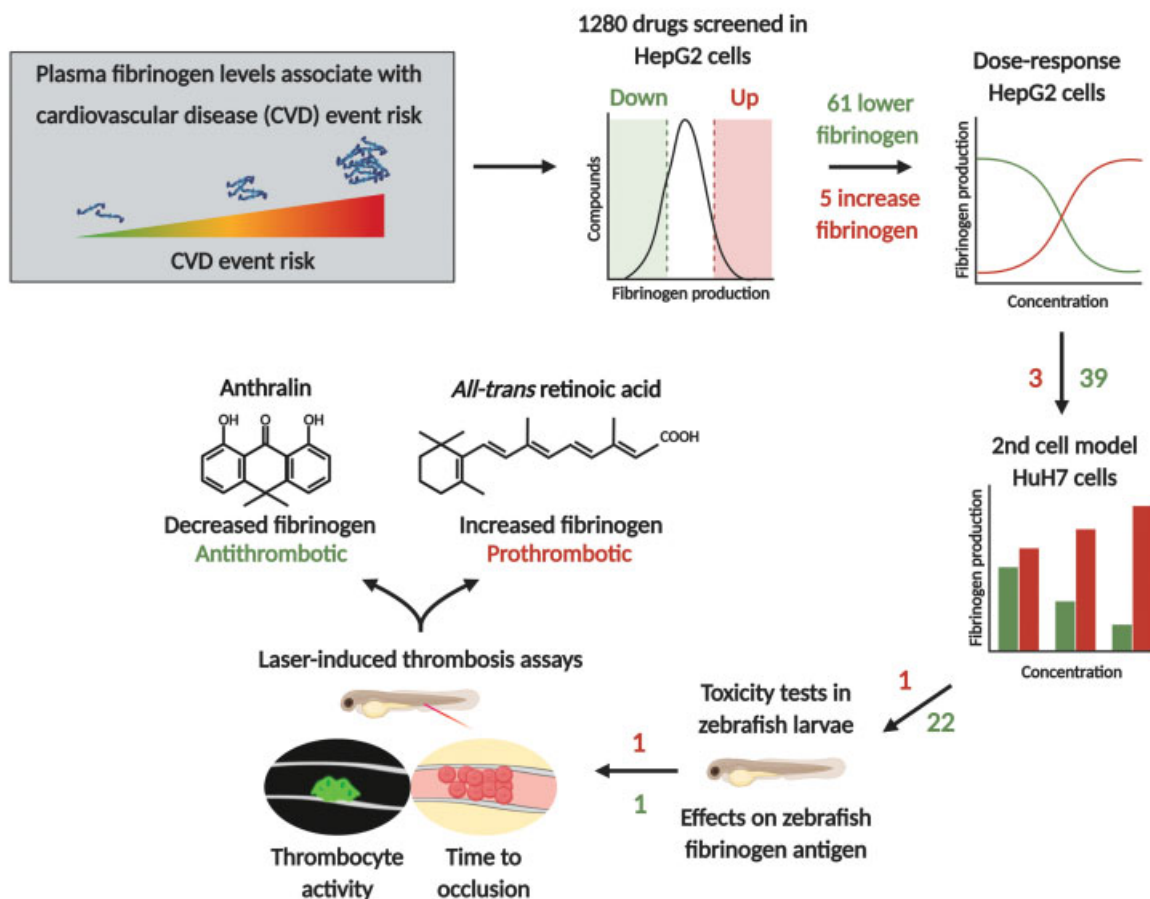 Plasma fibrinogen levels associate with
cardiovascular disease (CVD) event risk
CVD event risk
1280 drugs screened in
HepG2 cells
Down
Up
Compounds
Fibrinogen production
61 lower
fibrinogen
5 increase
fibrinogen
Dose-response
HepG2 cells
Fibrinogen production
Concentration
3
39
2nd cell model
HuH7 cells
Fibrinogen production
Concentration
1
22
Toxicity tests in
zebrafish larvae
Effects on zebrafish
fibrinogen antigen
1
1
Laser-induced thrombosis assays
Thrombocyte
activity
Time to
occlusion
Anthralin
OH
O
OH
Decreased fibrinogen
Antithrombotic
All-trans retinoic acid
COOH
Increased fibrinogen
Prothrombotic